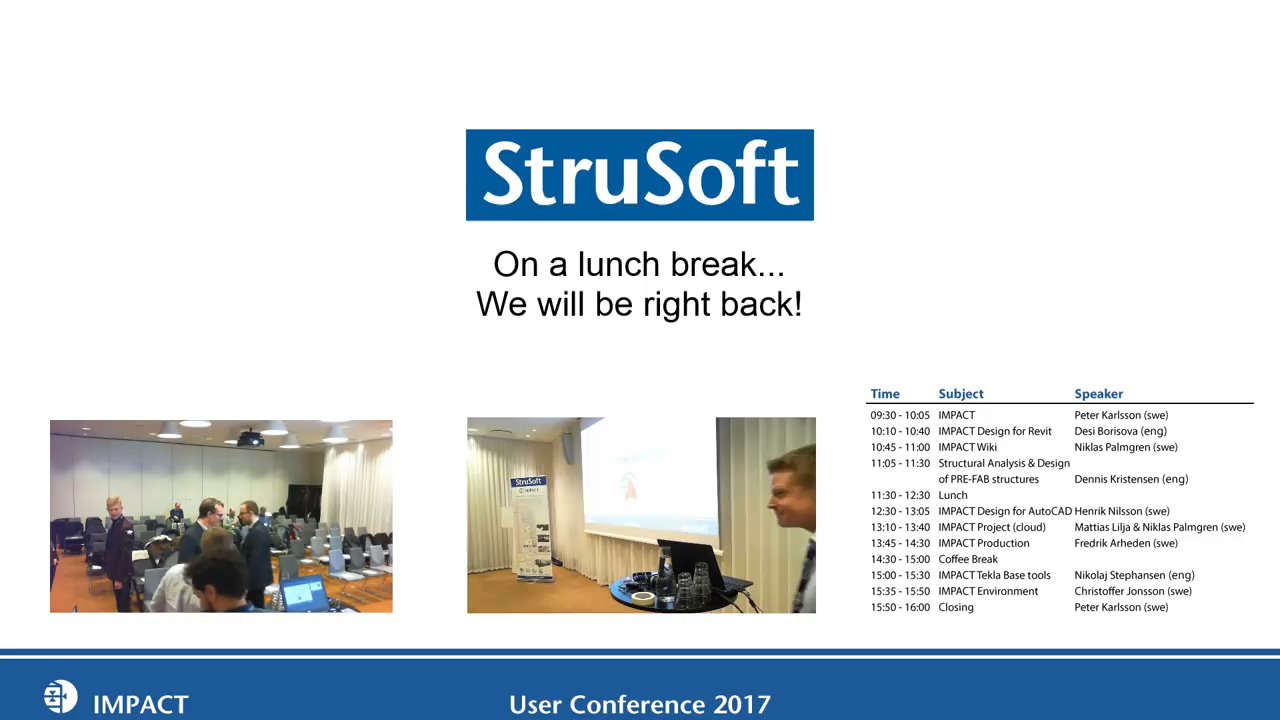 StruSoft
On a lunch break...
We will be right back!
Time Subject Speaker
09:30 - 10:05 IMPACT Peter Karlsson (swe)
10:10 - 10:40 IMPACT Design for Revit Desi Borisova (eng)
10:45 - 11:00 IMPACT Wiki Niklas Palmgren (swe)
11:05 - 11:30 Structural Analysis & Design
of PRE-FAB structures Dennis Kristensen (eng)
11:30 - 12:30 Lunch
12:30 - 13:05 IMPACT Design for AutoCAD Henrik Nilsson (swe)
13:10 - 13:40 IMPACT Project (cloud) Mattias Lilja & Niklas Palmgren (swe)
13:45 - 14:30 IMPACT Production Fredrik Arheden (swe)
14:30 - 15:00 Coffee Break
15:00 - 15:30 IMPACT Tekla Base tools Nikolaj Stephansen (eng)
15:35 - 15:50 IMPACT Environment Christoffer Jonsson (swe)
15:50 - 16:00 Closing Peter Karlsson (swe)
StruSoft
IMPACT
IMPACT
User Conference 2017